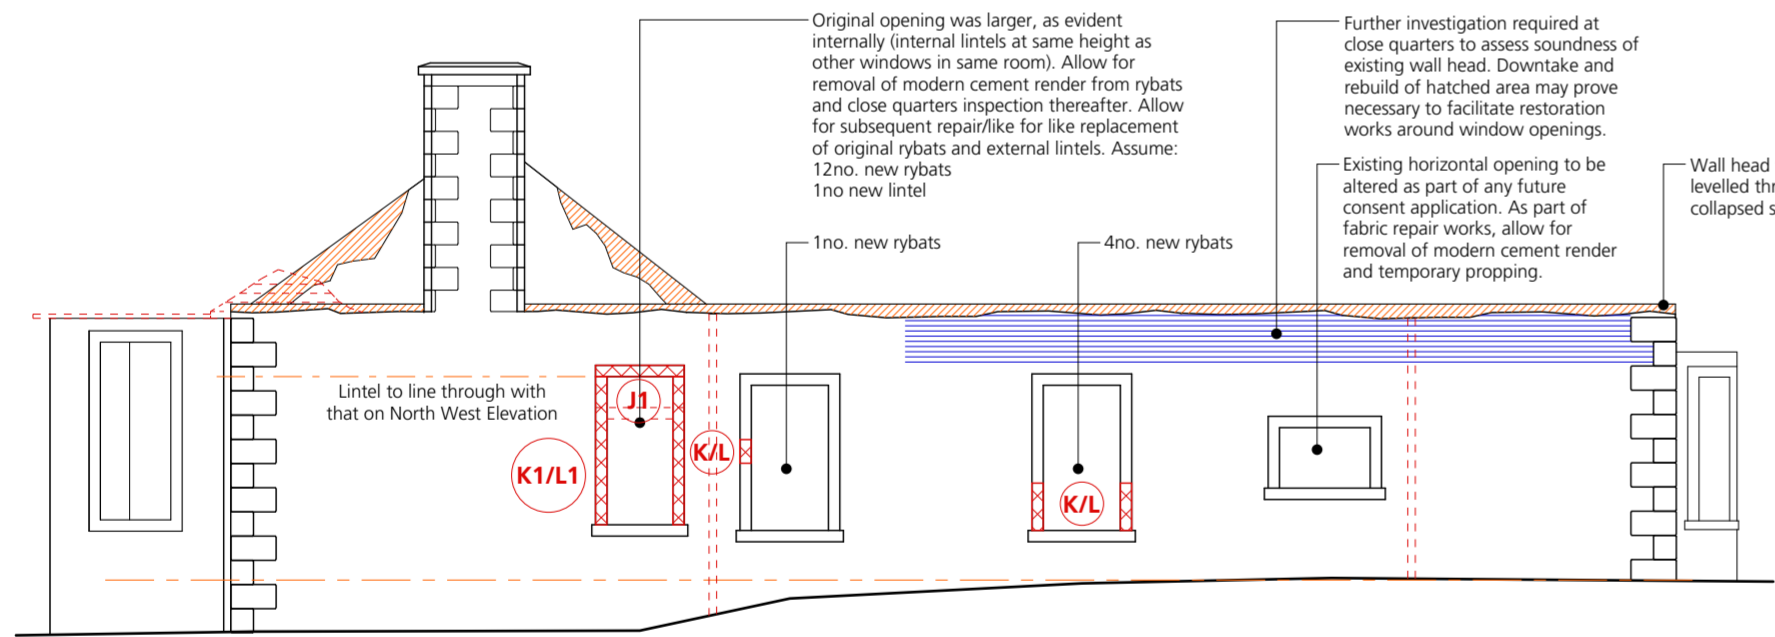 Original opening was larger, as evident
internally (internal lintels at same height as
other windows in same room). Allow for
removal of modern cement render from rybats
and close quarters inspection thereafter. Allow
for subsequent repair/like for like replacement
of original rybats and external lintels. Assume:
12no. new rybats
1no new lintel
Further investigation required at
close quarters to assess soundness of
existing wall head. Downtake and
rebuild of hatched area may prove
necessary to facilitate restoration
works around window openings.
Existing horizontal opening to be
altered as part of any future
consent application. As part of
fabric repair works, allow for
removal of modern cement render
and temporary propping.
Wall head
levelled
collapsed
1no. new rybats
4no. new rybats
Lintel to line through with
that on North West Elevation
J1
K/L
K1/L1
K/L